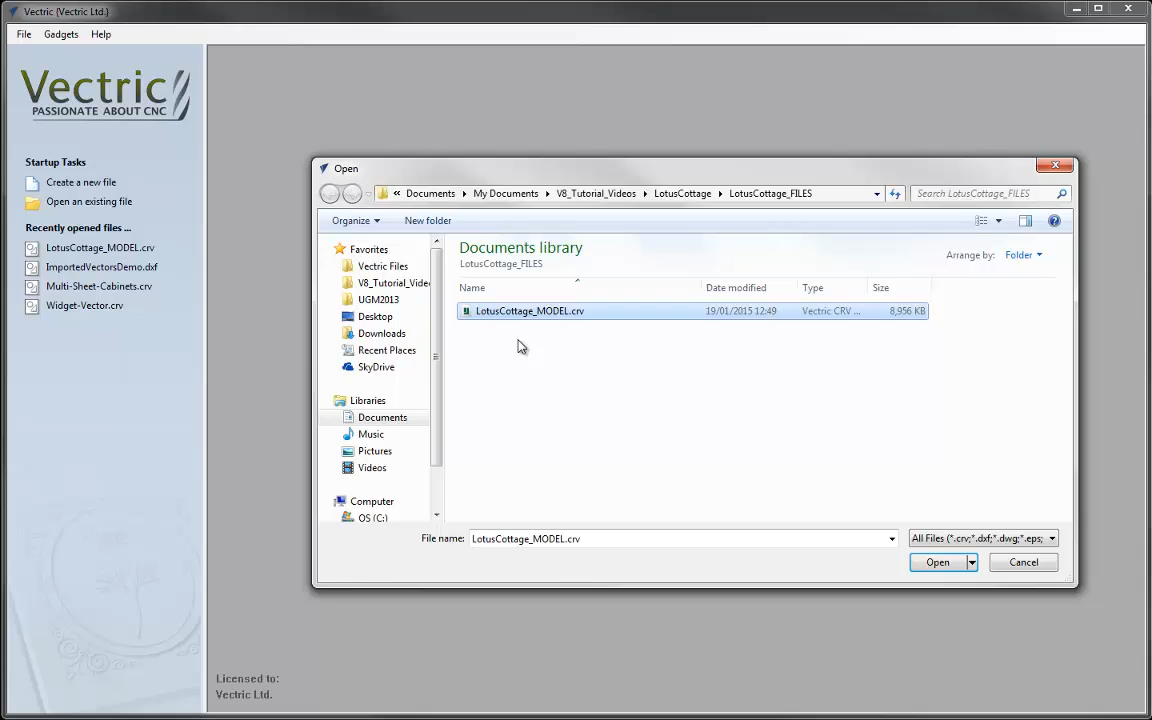 Vectric {Vectric Ltd.}
File Gadgets Help
Vectric
PASSIONATE ABOUT CNC
Startup Tasks
Create a new file
Open an existing file
Recently opened files ...
LotusCottage_MODEL.crv
ImportedVectorsDemo.dxf
Multi-Sheet-Cabinets.crv
Widget-Vector.crv
Open
« Documents My Documents V8_Tutorial_Videos LotusCottage LotusCottage_FILES
Search LotusCottage_FILES
Organize New folder
Favorites
Vectric Files
V8_Tutorial_Video
UGM2013
Desktop
Downloads
Recent Places
SkyDrive
Libraries
Documents
Music
Pictures
Videos
Computer
OS (C:)
Documents library
LotusCottage_FILES
Arrange by: Folder
Name Date modified Type Size
LotusCottage_MODEL.crv 19/01/2015 12:49 Vectric CRV ... 8,956 KB
File name: LotusCottage_MODEL.crv
All Files (*.crv;*.dxf;*.dwg;*.eps;
Open Cancel
Licensed to:
Vectric Ltd.